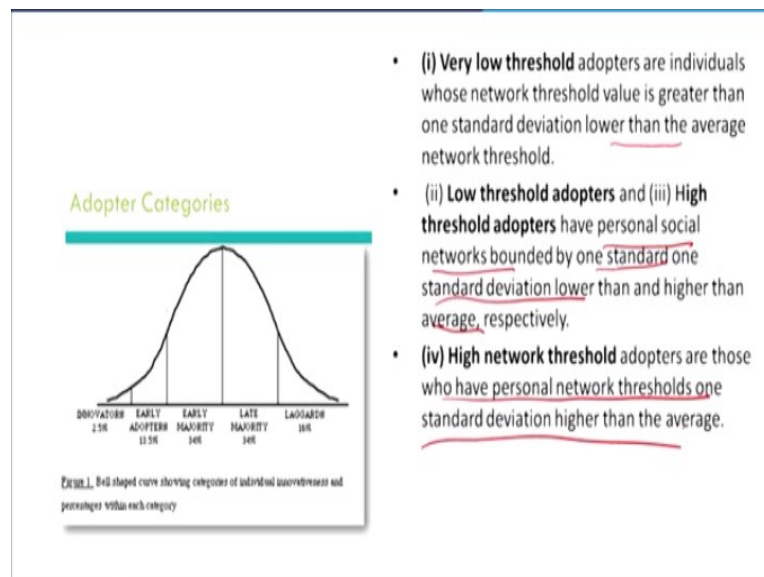 Adopter Categories
INNOVATORS
2.5%
EARLY
ADOPTERS
13.5%
EARLY
MAJORITY
34%
LATE
MAJORITY
34%
LAGGARDS
16%
Figure 1. Bell shaped curve showing categories of individual innovativeness and
percentages within each category
• (i) Very low threshold adopters are individuals
whose network threshold value is greater than
one standard deviation lower than the average
network threshold.
• (ii) Low threshold adopters and (iii) High
threshold adopters have personal social
networks bounded by one standard one
standard deviation lower than and higher than
average, respectively.
• (iv) High network threshold adopters are those
who have personal network thresholds one
standard deviation higher than the average.